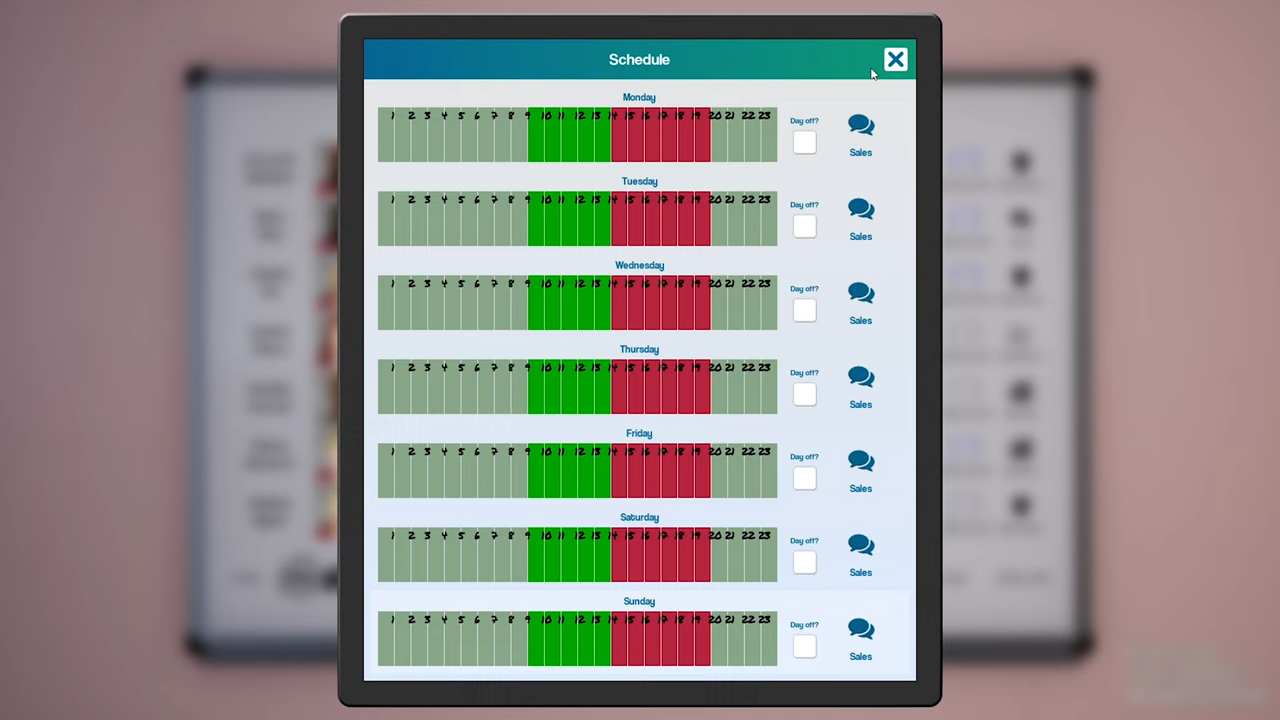 Schedule
Monday
1 2 3 4 5 6 7 8 9 10 11 12 13 14 15 16 17 18 19 20 21 22 23
Day off?
Sales
Tuesday
1 2 3 4 5 6 7 8 9 10 11 12 13 14 15 16 17 18 19 20 21 22 23
Day off?
Sales
Wednesday
1 2 3 4 5 6 7 8 9 10 11 12 13 14 15 16 17 18 19 20 21 22 23
Day off?
Sales
Thursday
1 2 3 4 5 6 7 8 9 10 11 12 13 14 15 16 17 18 19 20 21 22 23
Day off?
Sales
Friday
1 2 3 4 5 6 7 8 9 10 11 12 13 14 15 16 17 18 19 20 21 22 23
Day off?
Sales
Saturday
1 2 3 4 5 6 7 8 9 10 11 12 13 14 15 16 17 18 19 20 21 22 23
Day off?
Sales
Sunday
1 2 3 4 5 6 7 8 9 10 11 12 13 14 15 16 17 18 19 20 21 22 23
Day off?
Sales